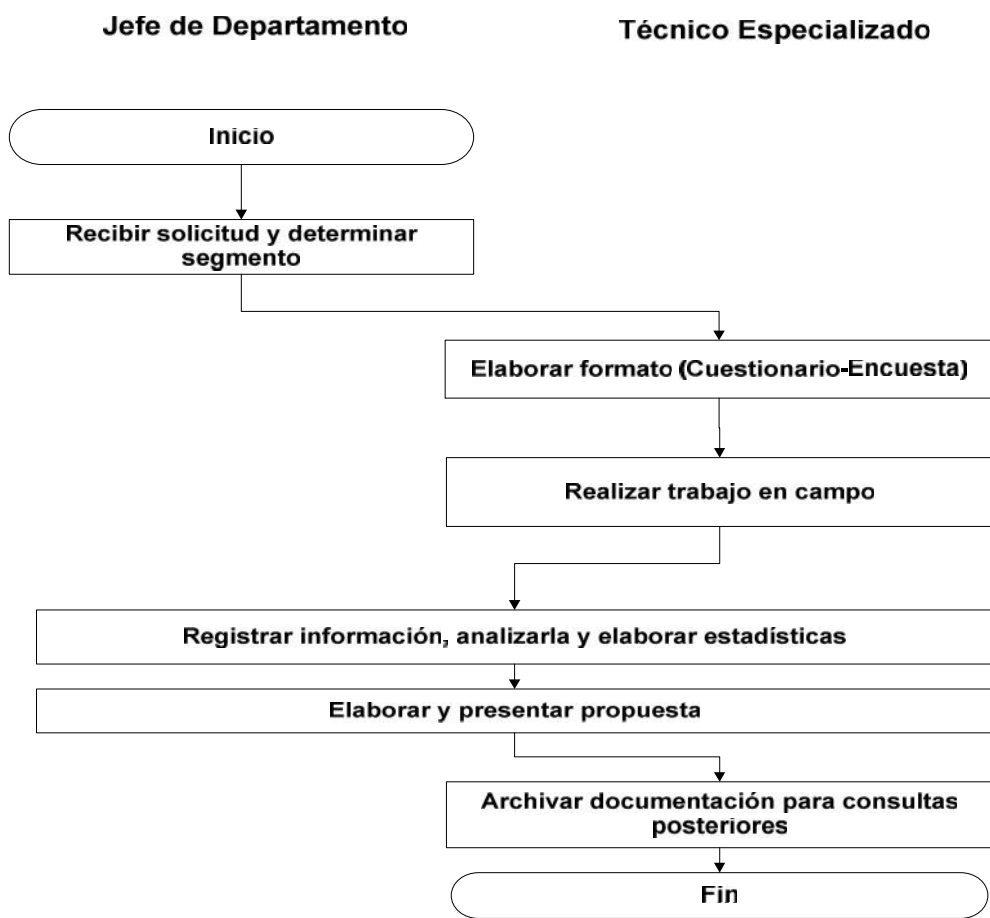 Jefe de Departamento
Técnico Especializado
Inicio
Recibir solicitud y determinar
segmento
Elaborar formato (Cuestionario-Encuesta)
Realizar trabajo en campo
Registrar información, analizarla y elaborar estadísticas
Elaborar y presentar propuesta
Archivar documentación para consultas
posteriores
Fin